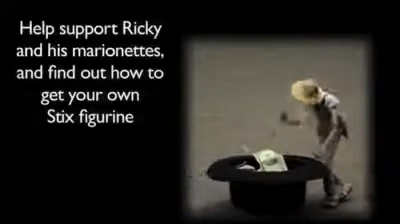 Help support Ricky
and his marionettes,
and find out how to
get your own
Stix figurine